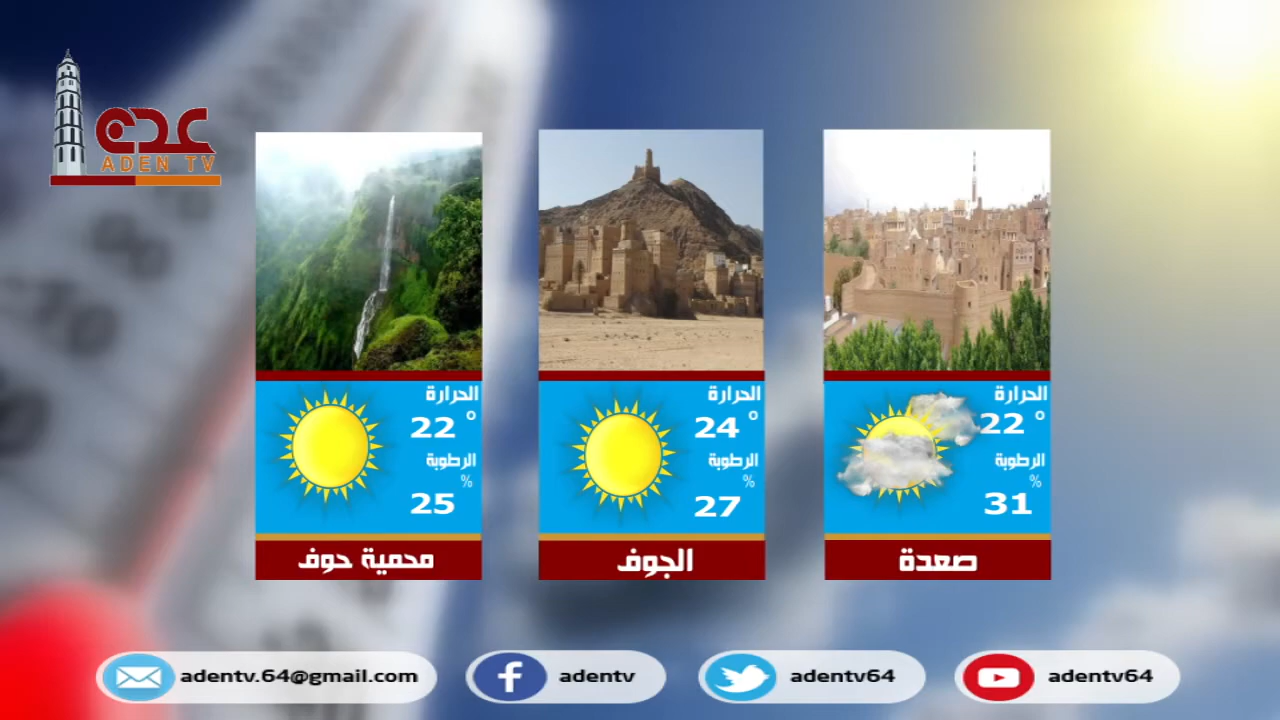 عدن
ADEN TV
الحرارة
22 °
الرطوبة
%
31
صعدة
الحرارة
24 °
الرطوبة
%
27
الجوف
الحرارة
22 °
الرطوبة
%
25
محمية حوف
adentv.64@gmail.com
adentv
adentv64
adentv64